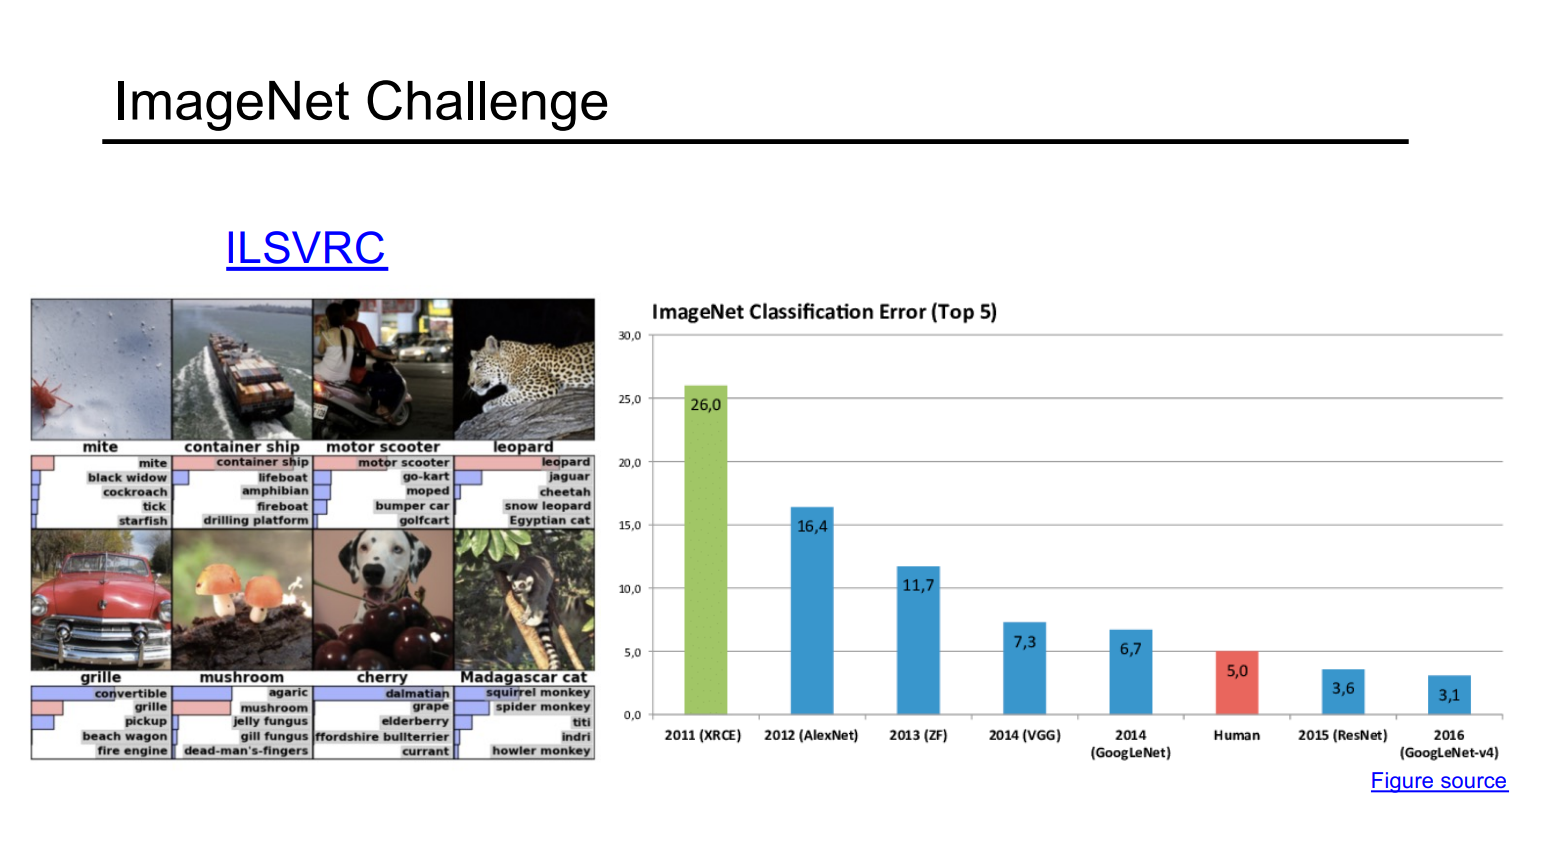 ImageNet Challenge
ILSVRC
mite container ship motor scooter leopard
mite container ship motor scooter leopard
black widow lifeboat go-kart jaguar
cockroach amphibian moped cheetah
tick fireboat bumper car snow leopard
starfish drilling platform golfcart Egyptian cat
grille mushroom cherry Madagascar cat
convertible agaric dalmatian squirrel monkey
grille mushroom grape spider monkey
pickup jelly fungus elderberry titi
beach wagon gill fungus ffordshire bullterrier indri
fire engine dead-man's-fingers currant howler monkey
ImageNet Classification Error (Top 5)
30,0
25,0
20,0
15,0
10,0
5,0
0,0
26,0
16,4
11,7
7,3
6,7
5,0
3,6
3,1
2011 (XRCE) 2012 (AlexNet) 2013 (ZF) 2014 (VGG) 2014 Human 2015 (ResNet) 2016
(GoogLeNet) (GoogLeNet-v4)
Figure source